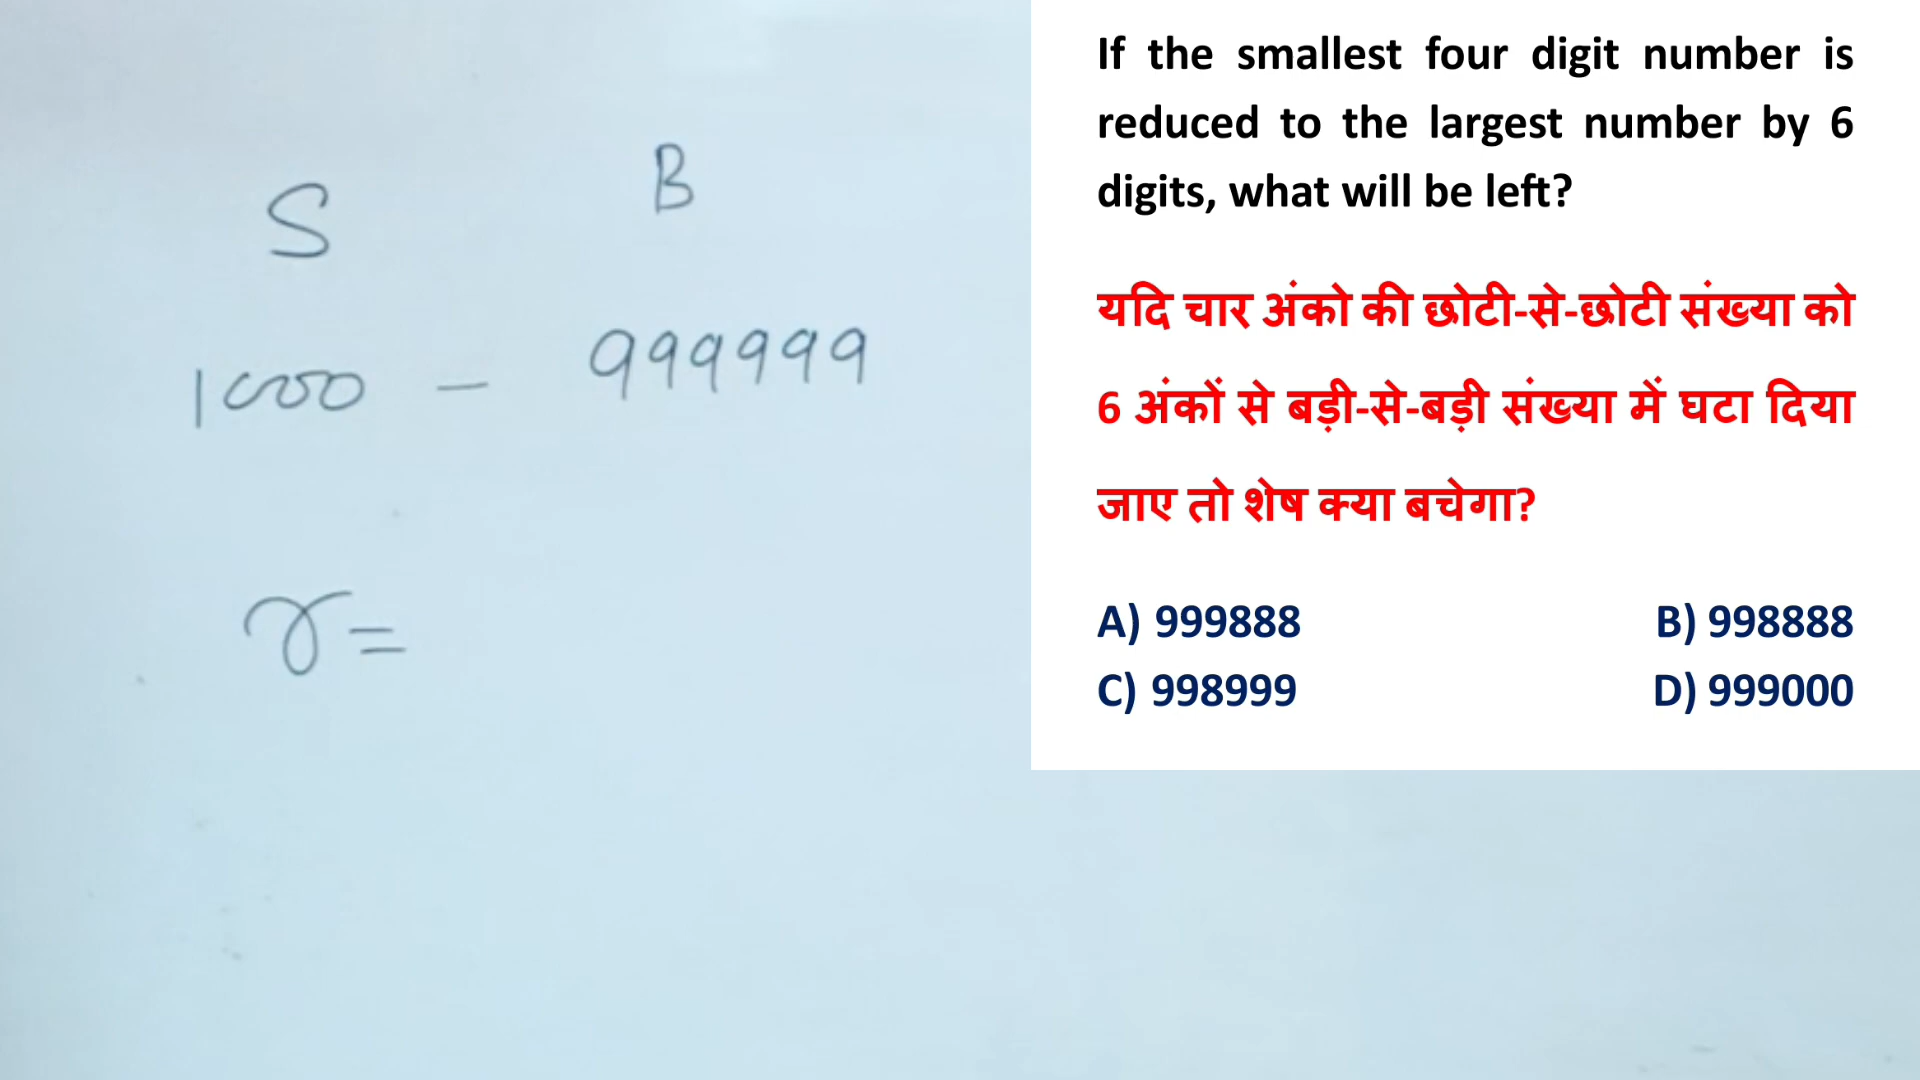 S B
1000 - 999999
r =
If the smallest four digit number is
reduced to the largest number by 6
digits, what will be left?
यदि चार अंको की छोटी-से-छोटी संख्या को
6 अंकों से बड़ी-से-बड़ी संख्या में घटा दिया
जाए तो शेष क्या बचेगा?
A) 999888 B) 998888
C) 998999 D) 999000